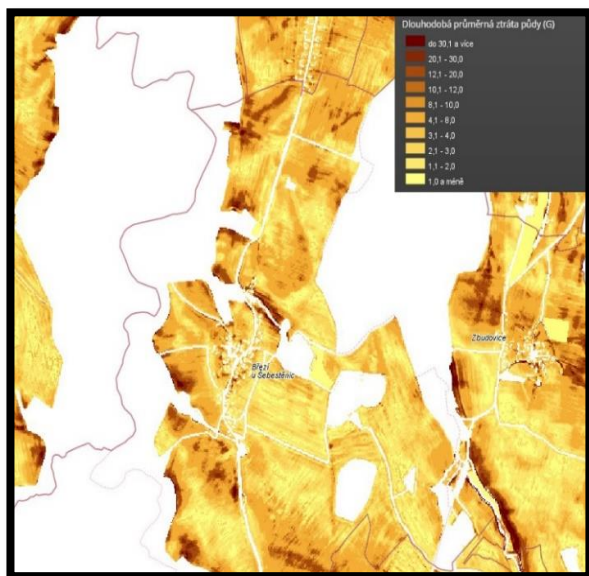 Dlouhodobá průměrná ztráta půdy (G)
do 30,1 a více
20,1 - 30,0
12,1 - 20,0
10,1 - 12,0
8,1 - 10,0
4,1 - 8,0
3,1 - 4,0
2,1 - 3,0
1,1 - 2,0
1,0 a méně
Zbudovice
Březí
u Šebestěnic